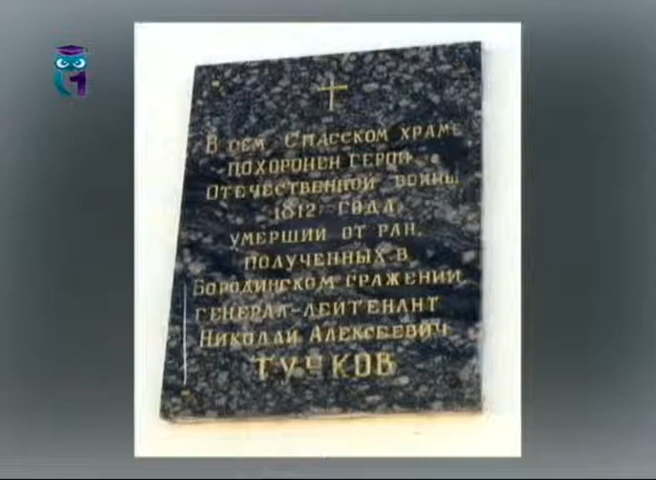 В сем Спасском храме
похоронен герой
Отечественной войны
1812 года
умерший от ран,
полученных в
Бородинском сражении
генерал-лейтенант
Николай Алексеевич
ТУЧКОВ